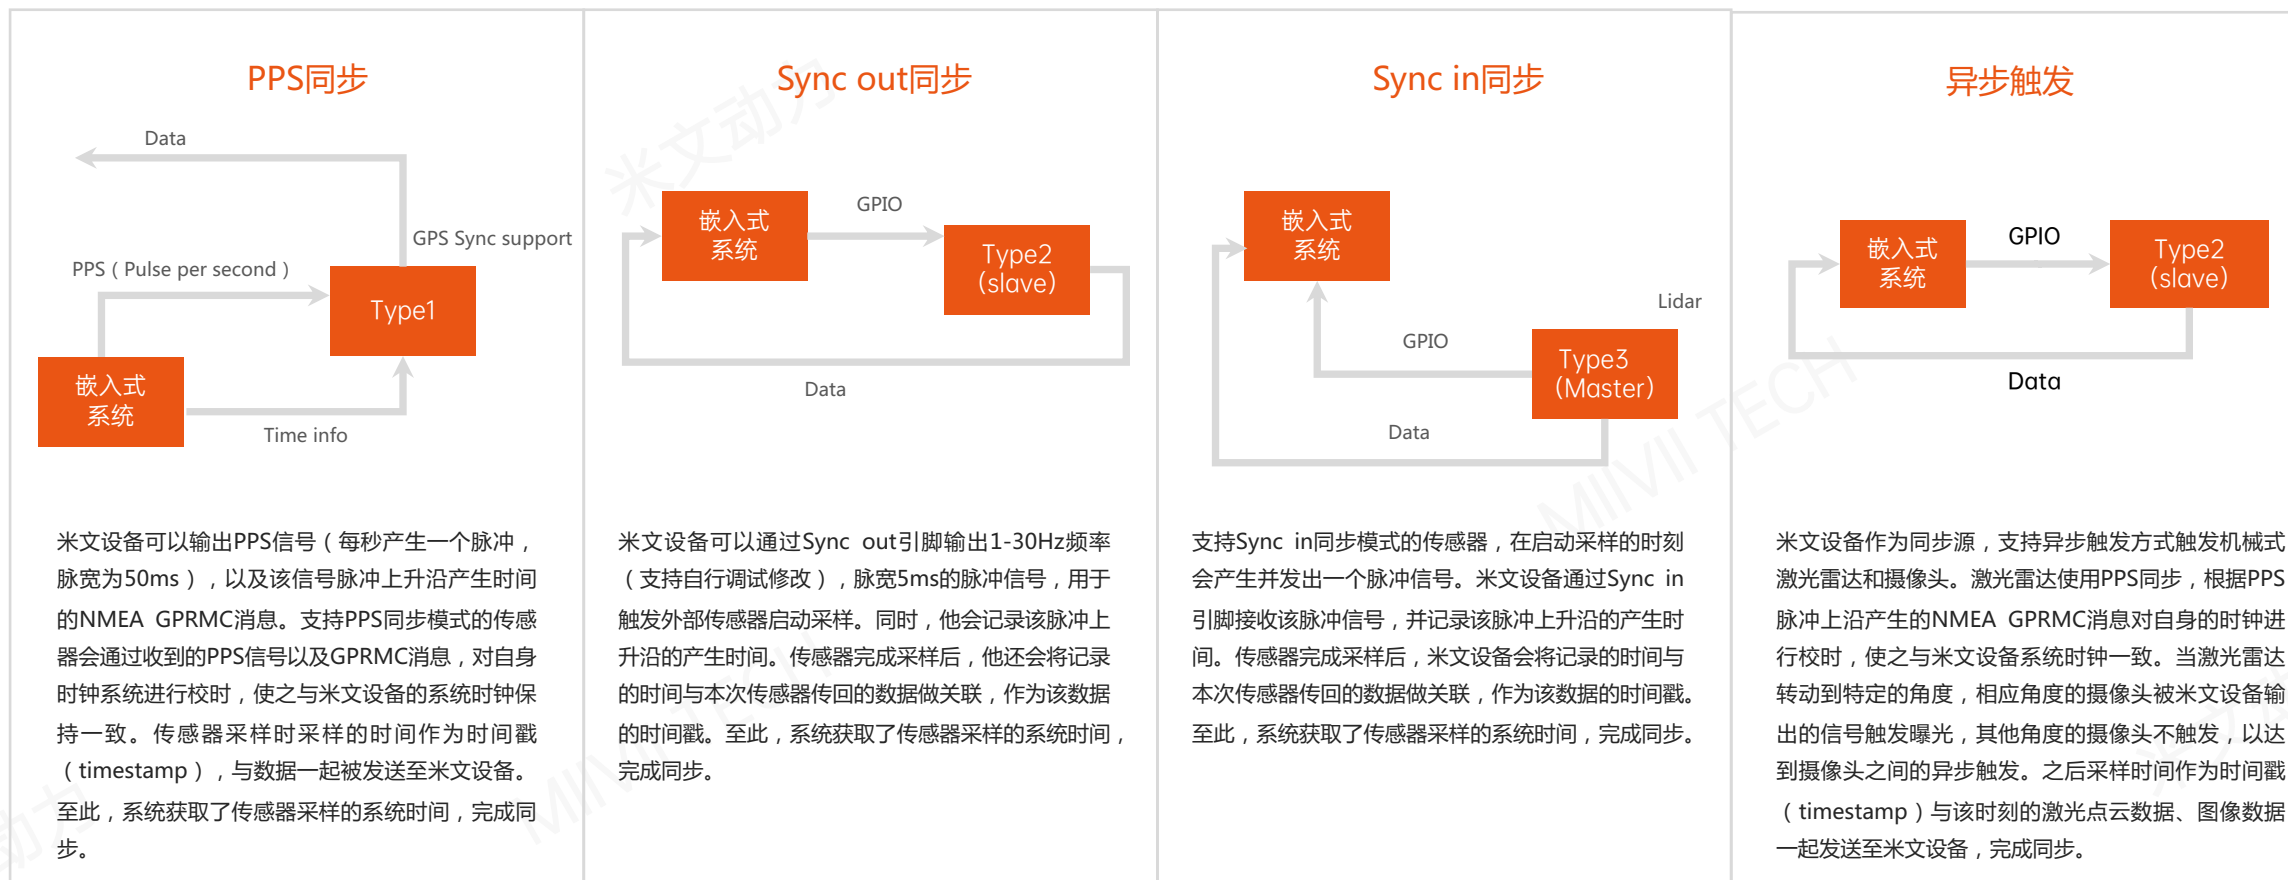 PPS同步
Data
GPS Sync support
PPS（Pulse per second）
Type1
嵌入式
系统
Time info
米文设备可以输出PPS信号（每秒产生一个脉冲，
脉宽为50ms），以及该信号脉冲上升沿产生时间
的NMEA GPRMC消息。支持PPS同步模式的传感
器会通过收到的PPS信号以及GPRMC消息，对自身
时钟系统进行校时，使之与米文设备的系统时钟保
持一致。传感器采样时采样的时间作为时间戳
（timestamp），与数据一起被发送至米文设备。
至此，系统获取了传感器采样的系统时间，完成同
步。
Sync out同步
嵌入式
系统
GPIO
Type2
(slave)
Data
米文设备可以通过Sync out引脚输出1-30Hz频率
（支持自行调试修改），脉宽5ms的脉冲信号，用于
触发外部传感器启动采样。同时，他会记录该脉冲上
升沿的产生时间。传感器完成采样后，他还会将记录
的时间与本次传感器传回的数据做关联，作为该数据
的时间戳。至此，系统获取了传感器采样的系统时间，
完成同步。
Sync in同步
嵌入式
系统
Lidar
GPIO
Type3
(Master)
Data
支持Sync in同步模式的传感器，在启动采样的时刻
会产生并发出一个脉冲信号。米文设备通过Sync in
引脚接收该脉冲信号，并记录该脉冲上升沿的产生时
间。传感器完成采样后，米文设备会将记录的时间与
本次传感器传回的数据做关联，作为该数据的时间戳。
至此，系统获取了传感器采样的系统时间，完成同步。
异步触发
嵌入式
系统
GPIO
Type2
(slave)
Data
米文设备作为同步源，支持异步触发方式触发机械式
激光雷达和摄像头。激光雷达使用PPS同步，根据PPS
脉冲上沿产生的NMEA GPRMC消息对自身的时钟进
行校时，使之与米文设备系统时钟一致。当激光雷达
转动到特定的角度，相应角度的摄像头被米文设备输
出的信号触发曝光，其他角度的摄像头不触发，以达
到摄像头之间的异步触发。之后采样时间作为时间戳
（timestamp）与该时刻的激光点云数据、图像数据
一起发送至米文设备，完成同步。
米文动力
MIIVII TECH
MIIVII TECH